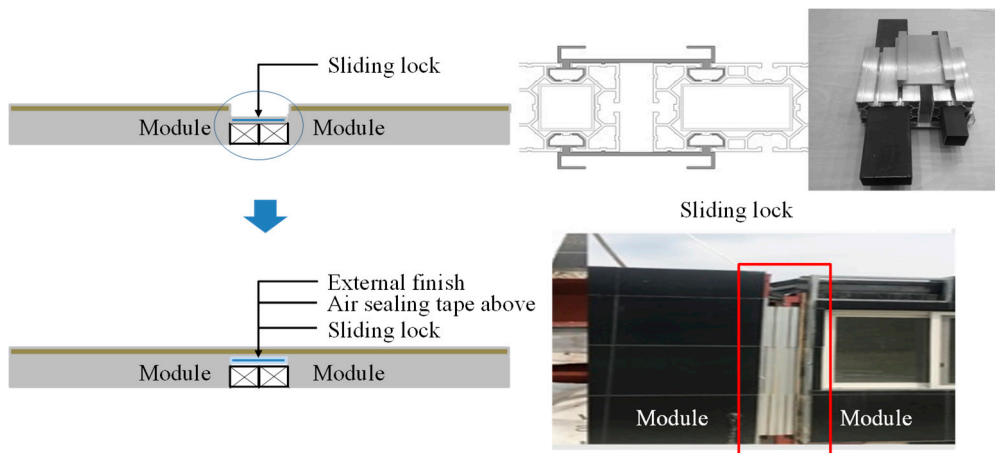 Sliding lock
Module
Module
Sliding lock
External finish
Air sealing tape above
Sliding lock
Module
Module
Module
Module